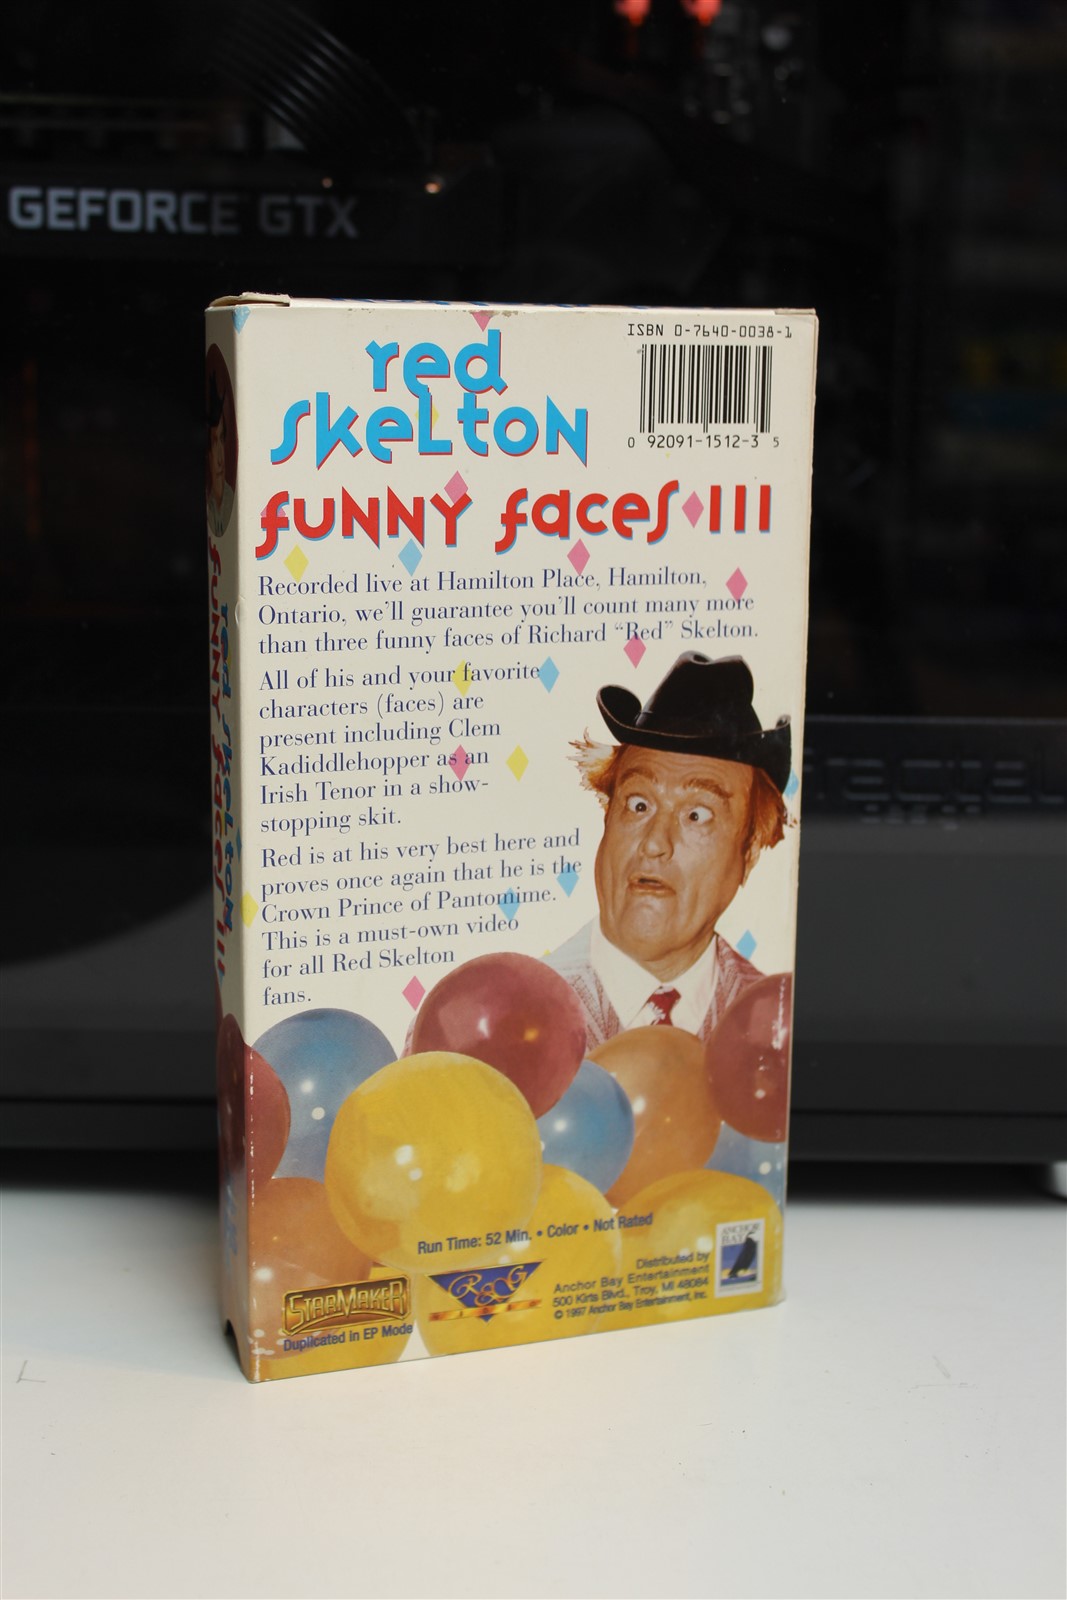 GEFORCE GTX
red
skelton
ISBN 0-7640-0038-1
0 92091-1512-3 5
funny faces III
Recorded live at Hamilton Place, Hamilton,
Ontario, we'll guarantee you'll count many more
than three funny faces of Richard “Red” Skelton.
All of his and your favorite
characters (faces) are
present including Clem
Kadiddlehopper as an
Irish Tenor in a show-
stopping skit.
Red is at his very best here and
proves once again that he is the
Crown Prince of Pantomime.
This is a must-own video
for all Red Skelton
fans.
red skelton
funny faces III
fractal
Run Time: 52 Min. • Color • Not Rated
STARMAKER
Duplicated in EP Mode
R&G
VIDEO
Distributed by
Anchor Bay Entertainment
500 Kirts Blvd., Troy, MI 48084
© 1997 Anchor Bay Entertainment, Inc.
ANCHOR
BAY